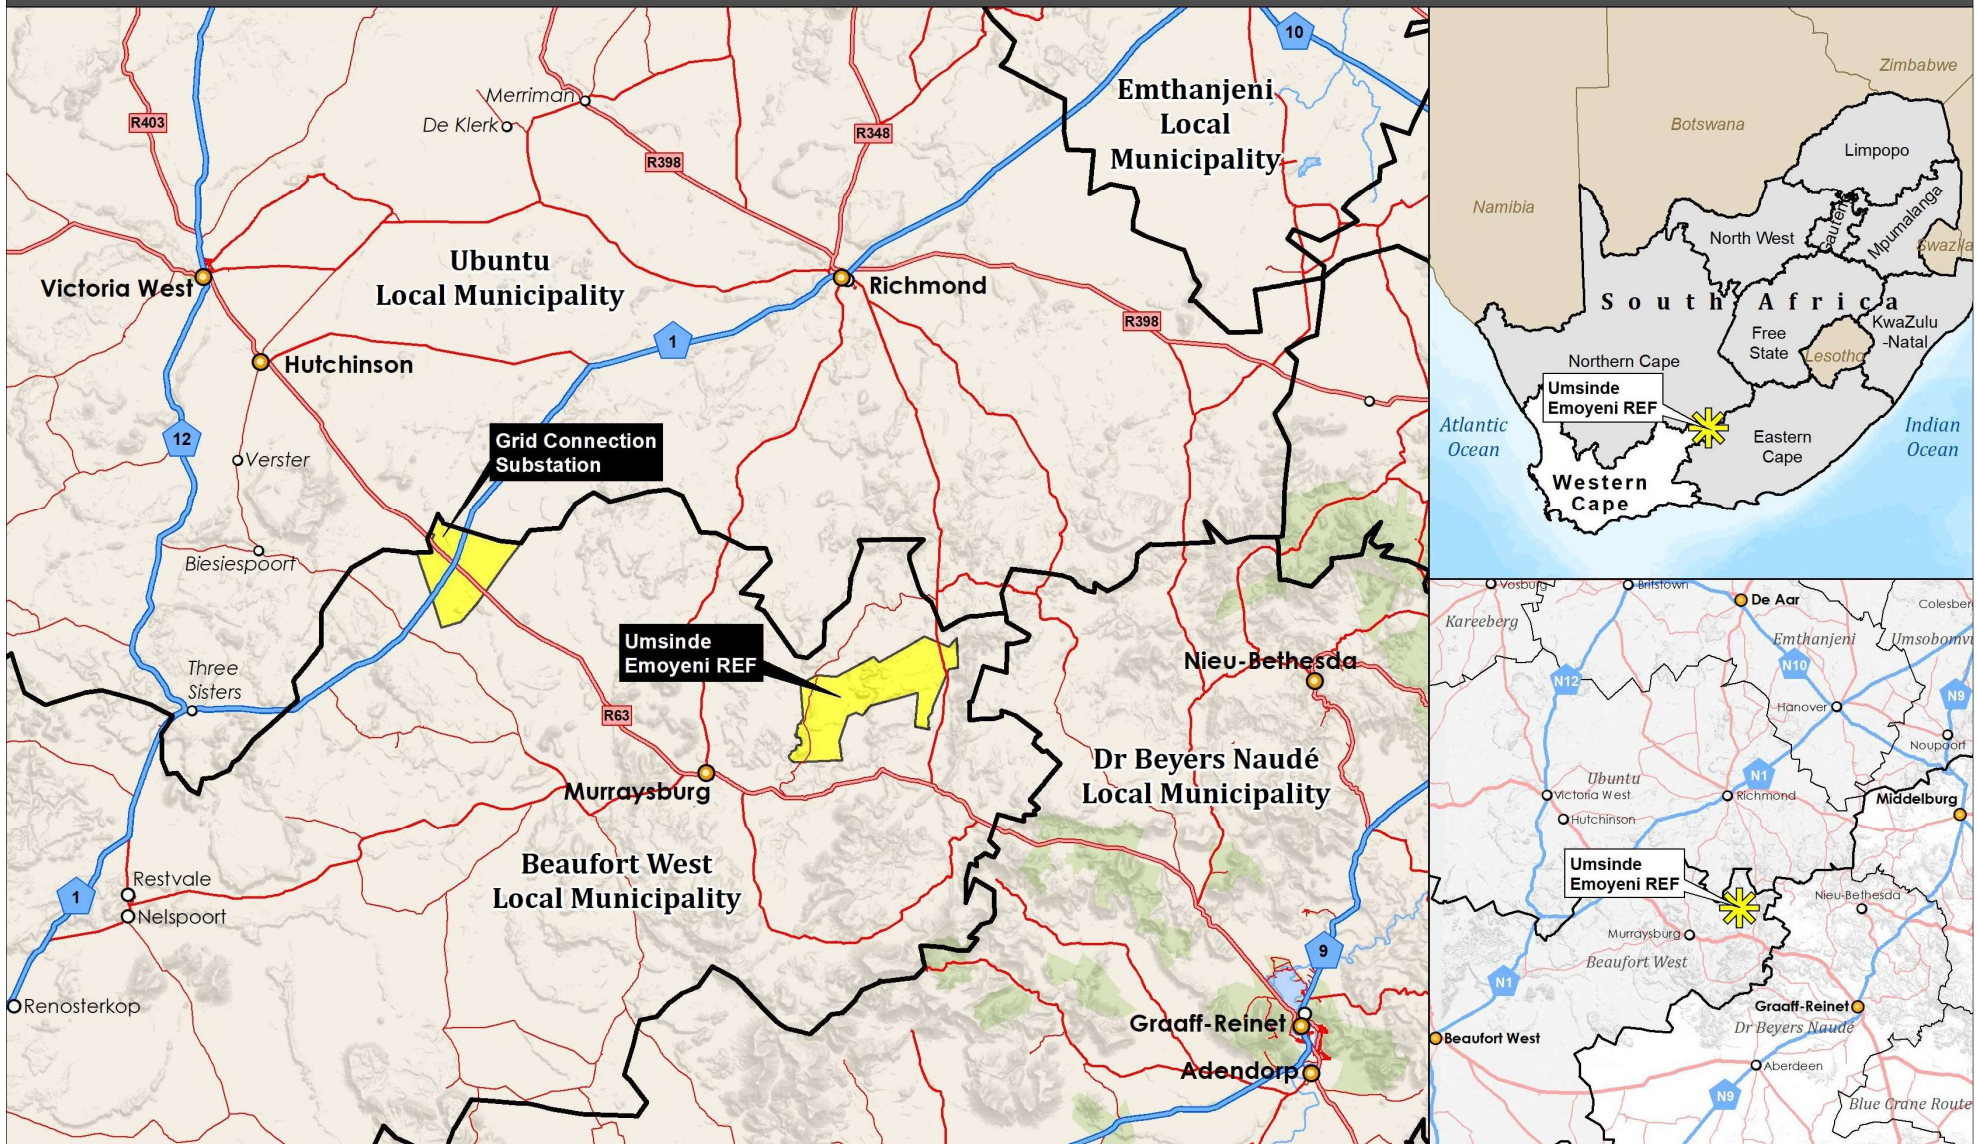 10
Emthanjeni
Local
Municipality
Merriman
De Klerk
R403
R348
R398
Ubuntu
Local Municipality
Victoria West
Richmond
R398
1
Hutchinson
12
Grid Connection
Substation
Verster
Biesiespoort
Umsinde
Emoyeni REF
Three
Sisters
Nieu-Bethesda
R63
Dr Beyers Naudé
Local Municipality
Murraysburg
Beaufort West
Local Municipality
Restvale
1
Nelspoort
9
Renosterkop
Graaff-Reinet
Adendorp
Zimbabwe
Botswana
Limpopo
Namibia
Gauteng
Mpumalanga
North West
Swazila
South Africa
KwaZulu
-Natal
Free
State
Lesotho
Northern Cape
Umsinde
Emoyeni REF
Atlantic
Ocean
Indian
Ocean
Eastern
Cape
Western
Cape
Vosburg
Britstown
De Aar
Colesber
Kareeberg
Emthanjeni
Umsobomvu
N10
N12
N9
Hanover
Noupoort
Ubuntu
N1
Victoria West
Richmond
Middelburg
Hutchinson
Umsinde
Emoyeni REF
Nieu-Bethesda
Murraysburg
Beaufort West
N1
Graaff-Reinet
Dr Beyers Naudé
Beaufort West
Aberdeen
N9
Blue Crane Route